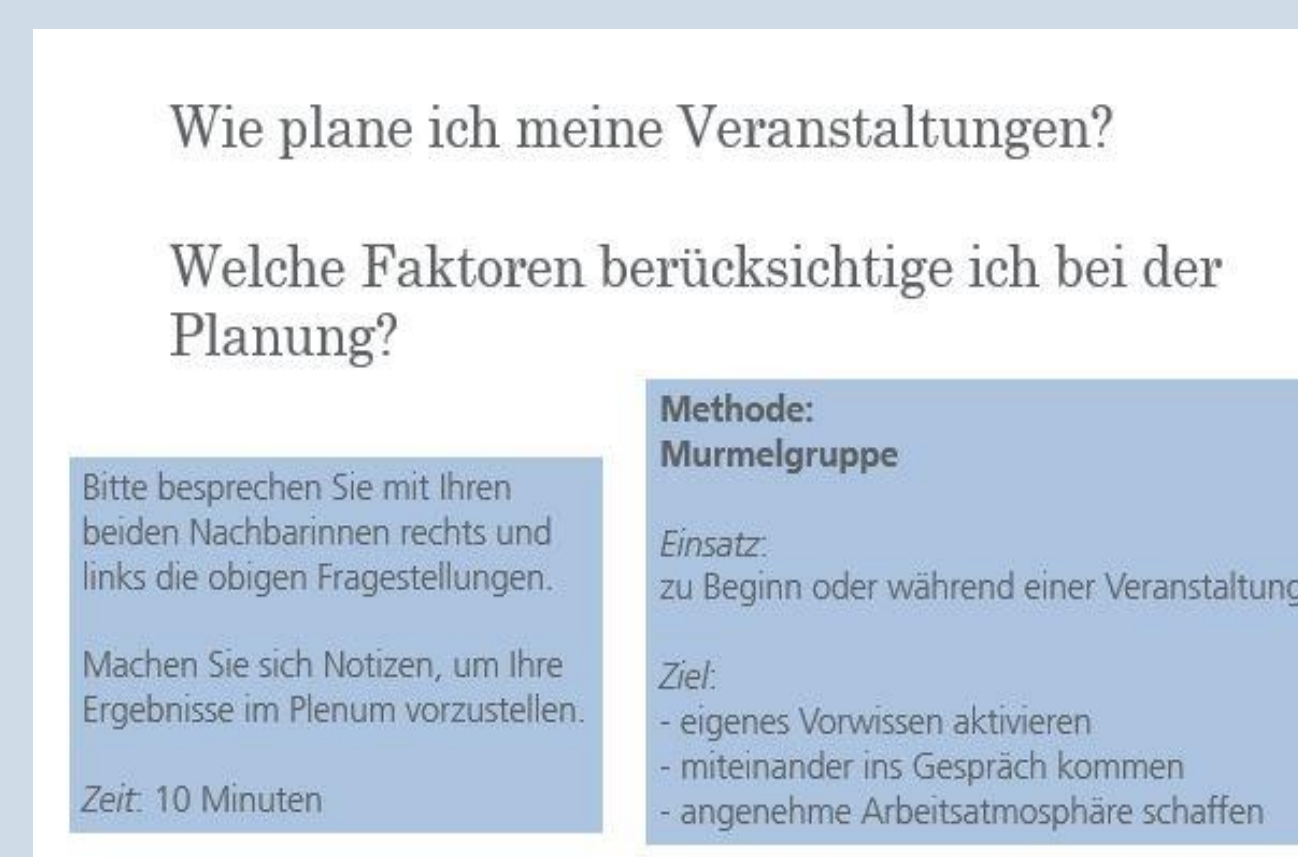 Wie plane ich meine Veranstaltungen?
Welche Faktoren berücksichtige ich bei der
Planung?
Bitte besprechen Sie mit Ihren
beiden Nachbarinnen rechts und
links die obigen Fragestellungen.
Machen Sie sich Notizen, um Ihre
Ergebnisse im Plenum vorzustellen.
Zeit: 10 Minuten
Methode:
Murmelgruppe
Einsatz:
zu Beginn oder während einer Veranstaltung
Ziel:
- eigenes Vorwissen aktivieren
- miteinander ins Gespräch kommen
- angenehme Arbeitsatmosphäre schaffen